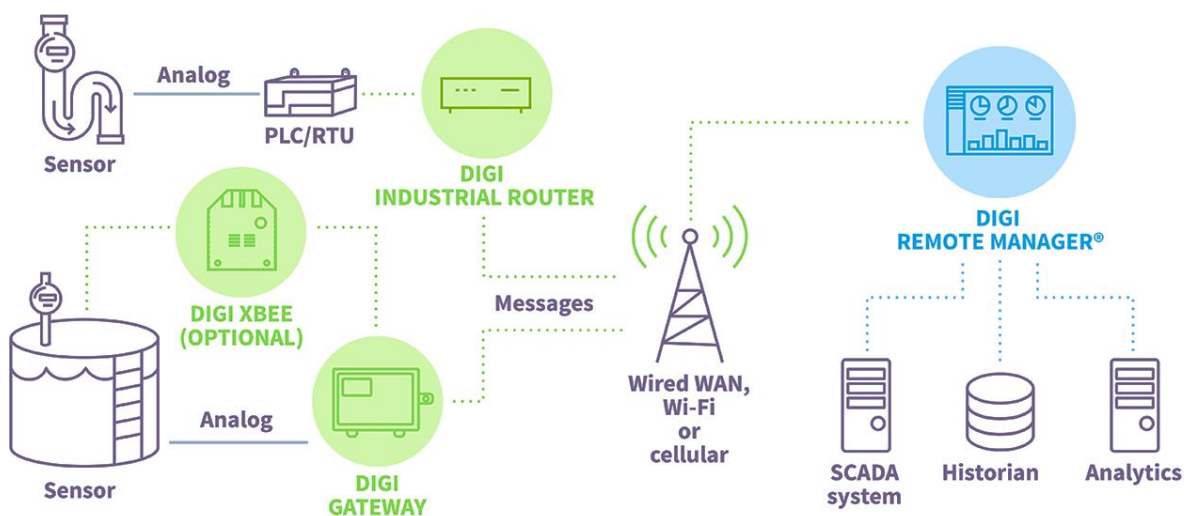 Analog
PLC/RTU
Sensor
DIGI
INDUSTRIAL ROUTER
DIGI XBEE
(OPTIONAL)
Analog
Sensor
DIGI
GATEWAY
Messages
Wired WAN,
Wi-Fi
or
cellular
DIGI
REMOTE MANAGER®
SCADA
system
Historian
Analytics